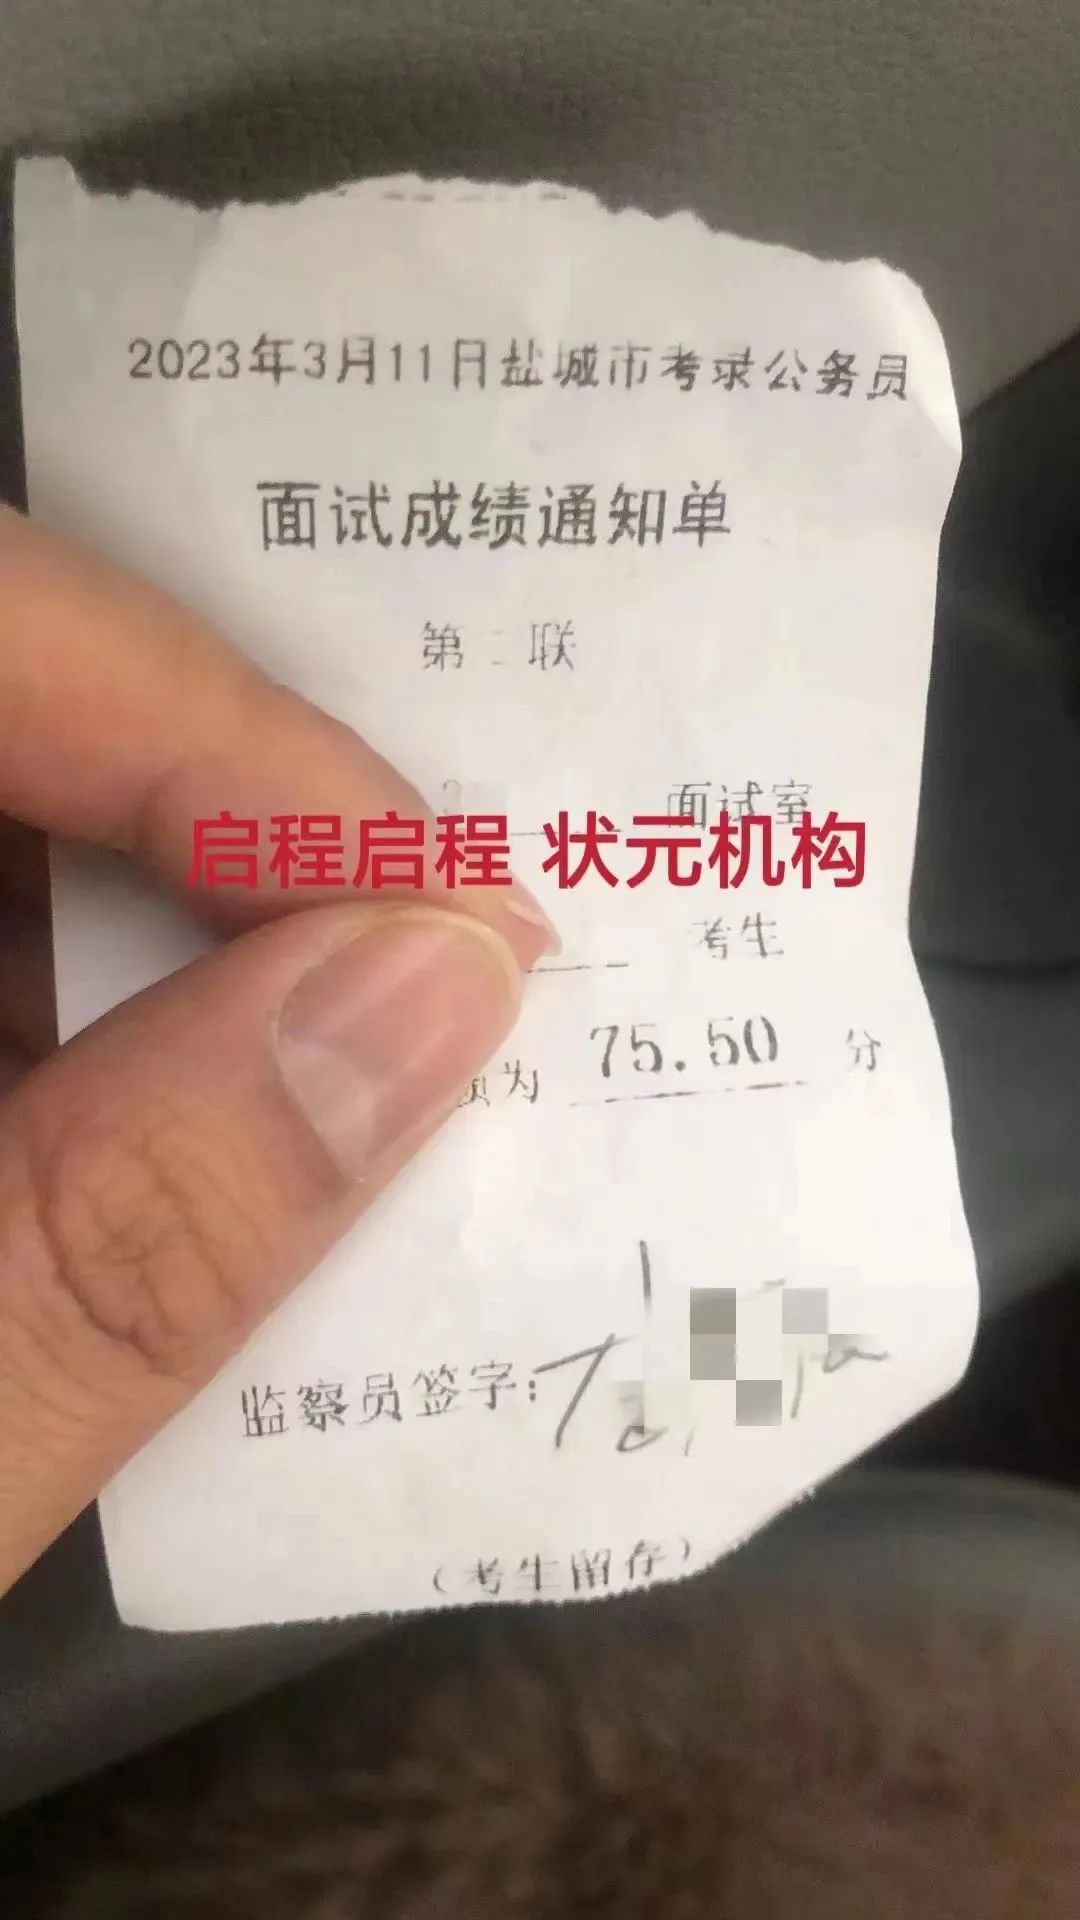 2023年3月11日盐城市考录公务员
面试成绩通知单
第二联
面试室
启程启程 状元机构
考生
为 75.50 分
监察员签字:
(考生留存)